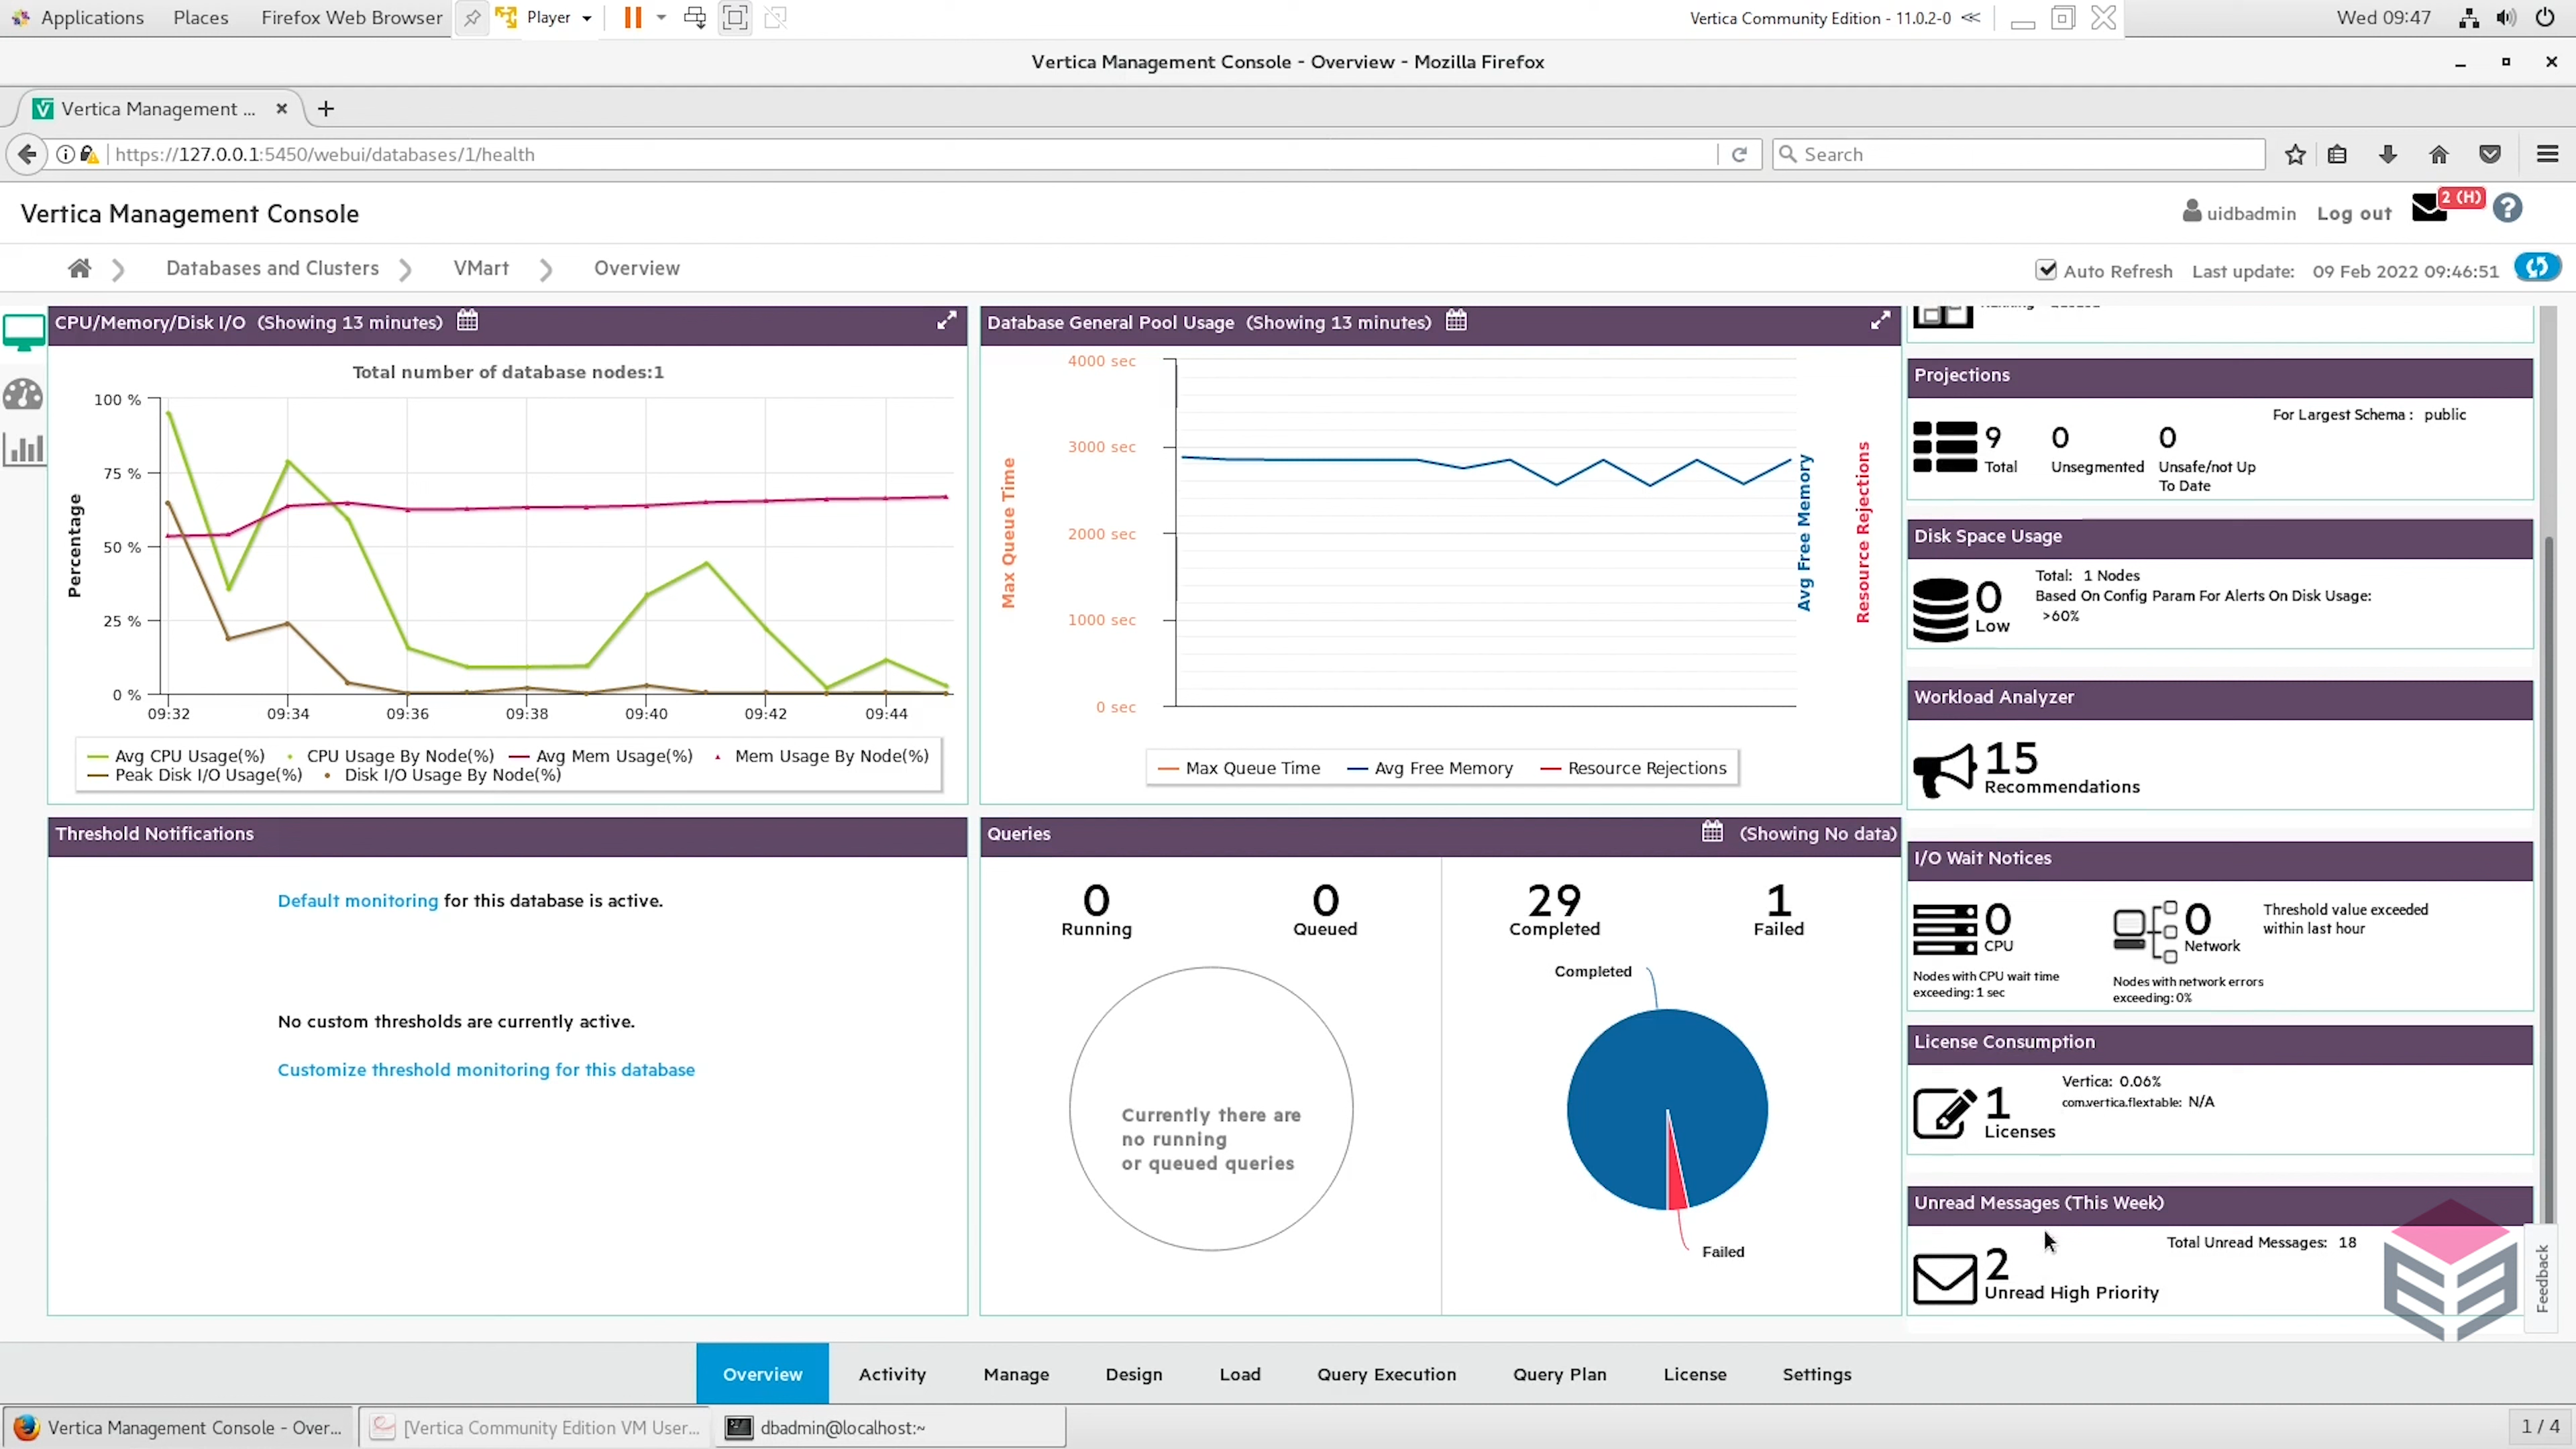 Applications Places Firefox Web Browser Player Vertica Community Edition - 11.0.2-0 Wed 09:47
Vertica Management Console - Overview - Mozilla Firefox
Vertica Management ...
https://127.0.0.1:5450/webui/databases/1/health Search
Vertica Management Console uidbadmin Log out 2 (H) ?
Databases and Clusters VMart Overview Auto Refresh Last update: 09 Feb 2022 09:46:51
CPU/Memory/Disk I/O (Showing 13 minutes)
Total number of database nodes:1
Percentage
100 %
75 %
50 %
25 %
0 %
09:32 09:34 09:36 09:38 09:40 09:42 09:44
Avg CPU Usage(%) CPU Usage By Node(%) Avg Mem Usage(%) Mem Usage By Node(%)
Peak Disk I/O Usage(%) Disk I/O Usage By Node(%)
Database General Pool Usage (Showing 13 minutes)
Max Queue Time
4000 sec
3000 sec
2000 sec
1000 sec
0 sec
Avg Free Memory
Resource Rejections
Max Queue Time Avg Free Memory Resource Rejections
Projections
For Largest Schema : public
9 0 0
Total Unsegmented Unsafe/not Up
To Date
Disk Space Usage
0
Low
Total: 1 Nodes
Based On Config Param For Alerts On Disk Usage:
>60%
Workload Analyzer
15
Recommendations
Threshold Notifications
Default monitoring for this database is active.
No custom thresholds are currently active.
Customize threshold monitoring for this database
Queries (Showing No data)
0 0 29 1
Running Queued Completed Failed
Currently there are
no running
or queued queries
Completed
Failed
I/O Wait Notices
0
CPU
Nodes with CPU wait time
exceeding: 1 sec
0
Network
Nodes with network errors
exceeding: 0%
Threshold value exceeded
within last hour
License Consumption
1
Licenses
Vertica: 0.06%
com.vertica.flextable: N/A
Unread Messages (This Week)
Total Unread Messages: 18
2
Unread High Priority
Feedback
Overview Activity Manage Design Load Query Execution Query Plan License Settings
Vertica Management Console - Over... [Vertica Community Edition VM User... dbadmin@localhost:~ 1 / 4